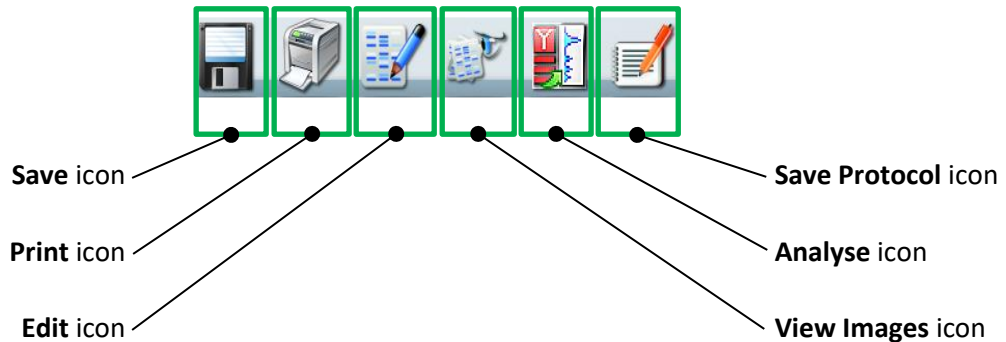 Save icon
Save Protocol icon
Print icon
Analyse icon
Edit icon
View Images icon